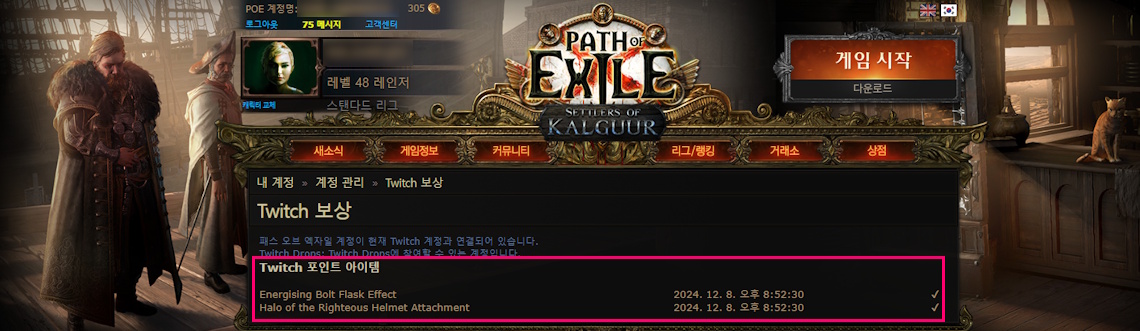 POE 계정명:
305
로그아웃 75 메시지 고객센터
레벨 48 레인저
캐릭터 교체
스탠다드 리그
PATH OF EXILE
SETTLERS OF
KALGUUR
게임 시작
다운로드
새소식 게임정보 커뮤니티 리그/랭킹 거래소 상점
내 계정 » 계정 관리 » Twitch 보상
Twitch 보상
패스 오브 엑자일 계정이 현재 Twitch 계정과 연결되어 있습니다.
Twitch Drops: Twitch Drops에 참여할 수 있는 계정입니다.
Twitch 포인트 아이템
Energising Bolt Flask Effect 2024. 12. 8. 오후 8:52:30 ✓
Halo of the Righteous Helmet Attachment 2024. 12. 8. 오후 8:52:30 ✓